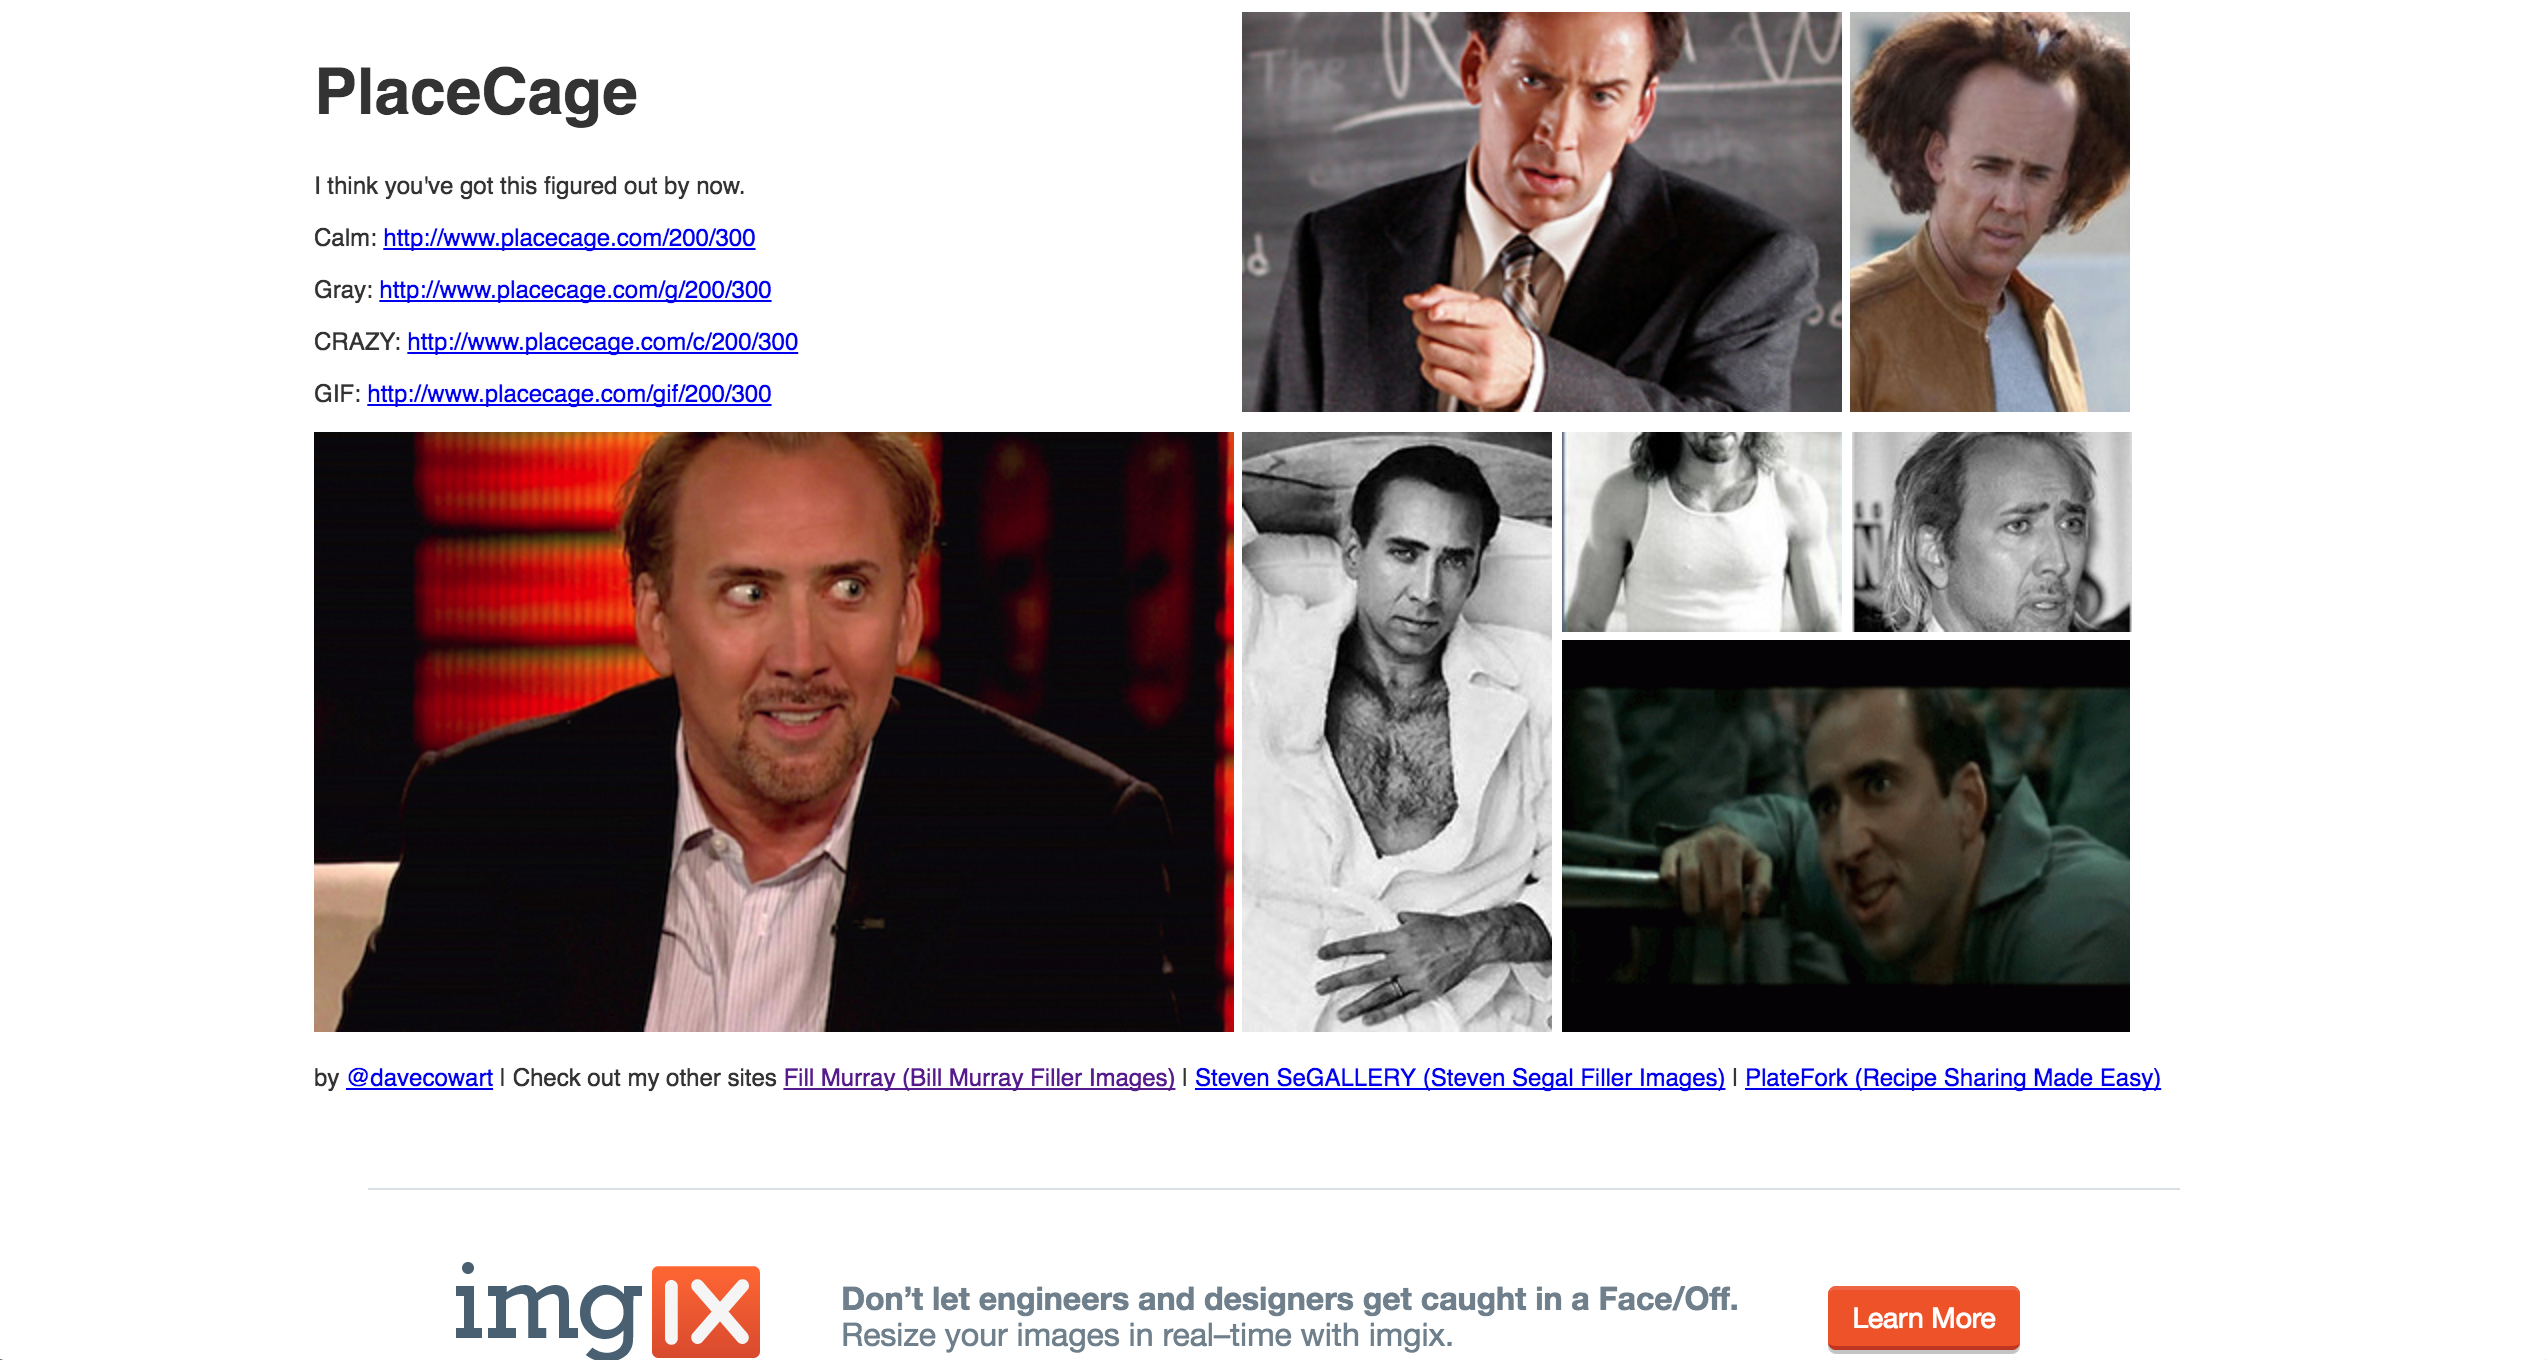 PlaceCage
I think you've got this figured out by now.
Calm: http://www.placecage.com/200/300
Gray: http://www.placecage.com/g/200/300
CRAZY: http://www.placecage.com/c/200/300
GIF: http://www.placecage.com/gif/200/300
The
by @davecowart | Check out my other sites Fill Murray (Bill Murray Filler Images) | Steven SeGALLERY (Steven Segal Filler Images) | PlateFork (Recipe Sharing Made Easy)
imgIX
Don’t let engineers and designers get caught in a Face/Off.
Resize your images in real–time with imgix.
Learn More